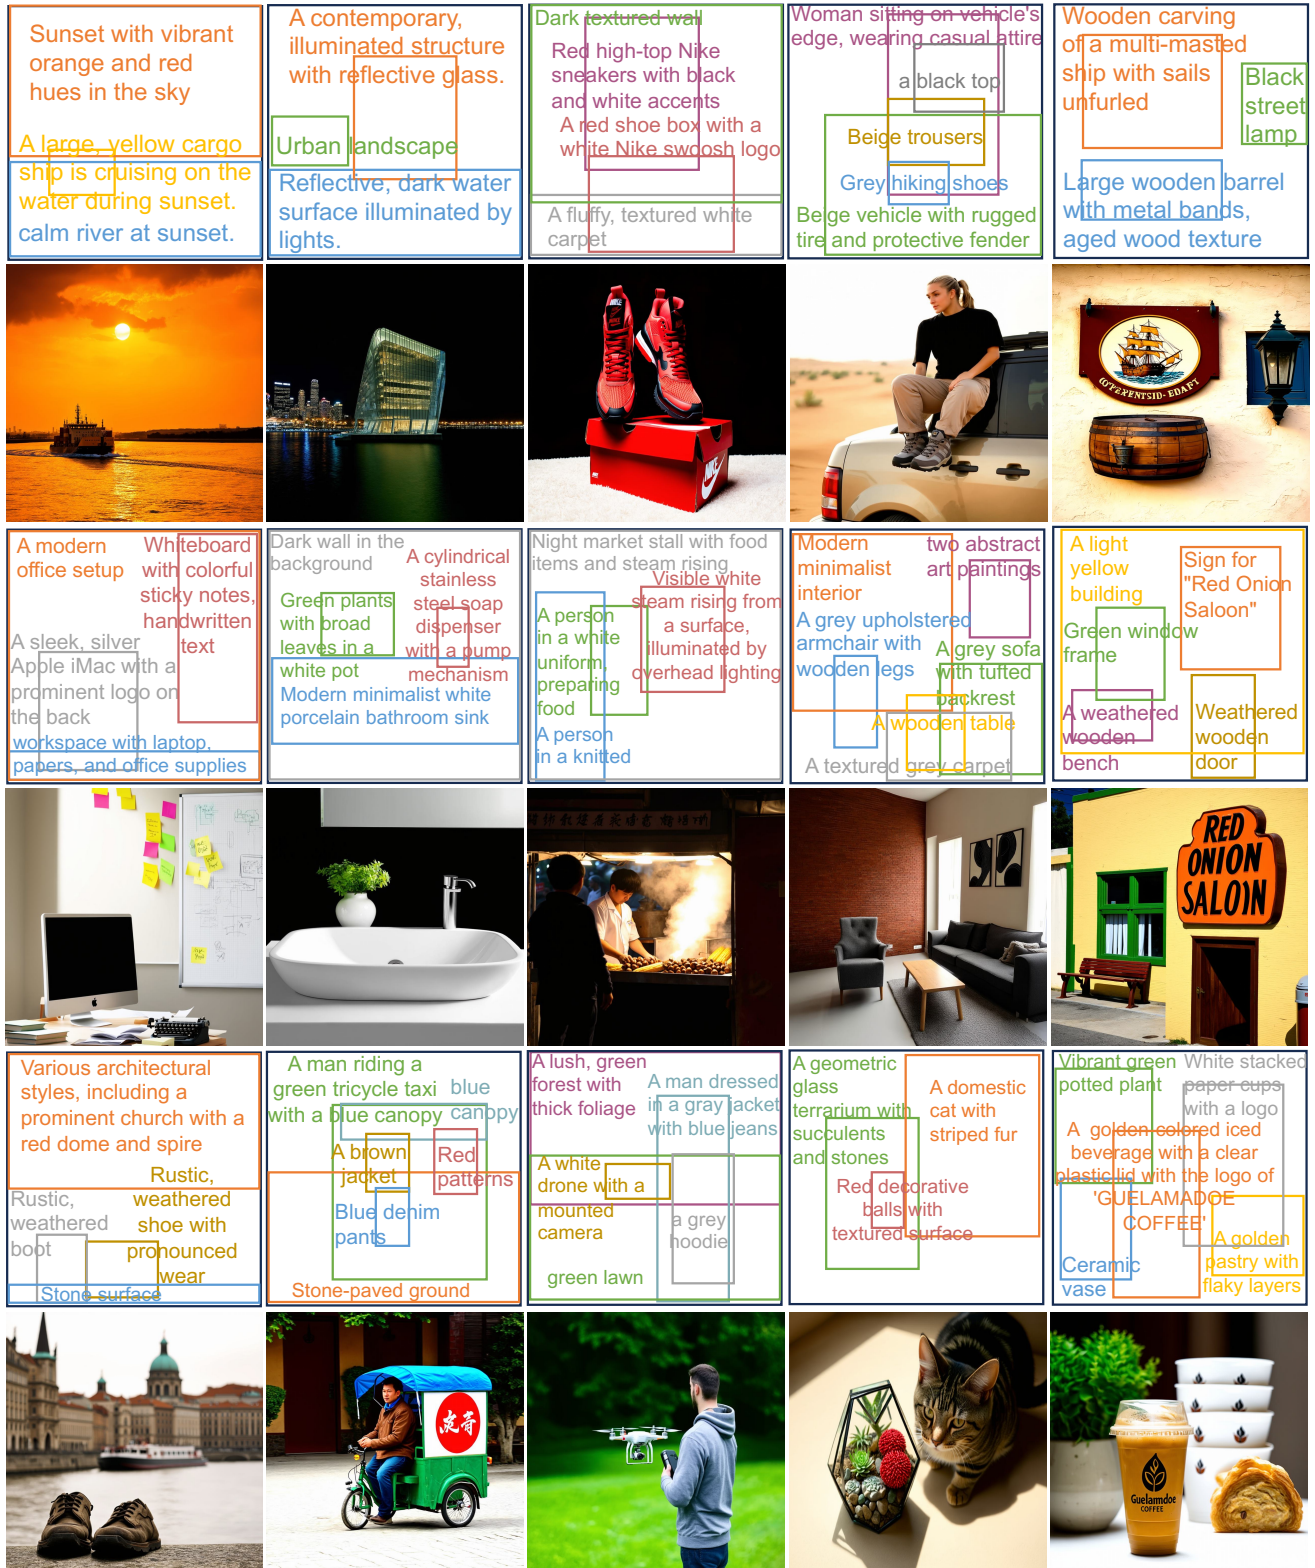 Sunset with vibrant
orange and red
hues in the sky
A large, yellow cargo
ship is cruising on the
water during sunset.
calm river at sunset.
A contemporary,
illuminated structure
with reflective glass.
Urban landscape
Reflective, dark water
surface illuminated by
lights.
Dark textured wall
Red high-top Nike
sneakers with black
and white accents
A red shoe box with a
white Nike swoosh logo
A fluffy, textured white
carpet
Woman sitting on vehicle's
edge, wearing casual attire
a black top
Beige trousers
Grey hiking shoes
Beige vehicle with rugged
tire and protective fender
Wooden carving
of a multi-masted
ship with sails
unfurled
Black
street
lamp
Large wooden barrel
with metal bands,
aged wood texture
NIKE
A modern
office setup
Whiteboard
with colorful
sticky notes,
handwritten
text
A sleek, silver
Apple iMac with a
prominent logo on
the back
workspace with laptop,
papers, and office supplies
Dark wall in the
background
A cylindrical
stainless
steel soap
dispenser
with a pump
mechanism
Green plants
with broad
leaves in a
white pot
Modern minimalist white
porcelain bathroom sink
Night market stall with food
items and steam rising
Visible white
steam rising from
a surface,
illuminated by
overhead lighting
A person
in a white
uniform,
preparing
food
A person
in a knitted
Modern
minimalist
interior
two abstract
art paintings
A grey upholstered
armchair with
wooden legs
A grey sofa
with tufted
backrest
A wooden table
A textured grey carpet
A light
yellow
building
Sign for
"Red Onion
Saloon"
Green window
frame
A weathered
wooden
bench
Weathered
wooden
door
RED
ONION
SALOIN
Various architectural
styles, including a
prominent church with a
red dome and spire
Rustic,
weathered
boot
Rustic,
weathered
shoe with
pronounced
wear
Stone surface
A man riding a
green tricycle taxi
with a blue canopy
blue
canopy
A brown
jacket
Red
patterns
Blue denim
pants
Stone-paved ground
A lush, green
forest with
thick foliage
A man dressed
in a gray jacket
with blue jeans
A white
drone with a
mounted
camera
a grey
hoodie
green lawn
A geometric
glass
terrarium with
succulents
and stones
A domestic
cat with
striped fur
Red decorative
balls with
textured surface
Vibrant green
potted plant
White stacked
paper cups
with a logo
A golden-colored iced
beverage with a clear
plastic lid with the logo of
'GUELAMADOE
COFFEE'
A golden
pastry with
flaky layers
Ceramic
vase
Guelamdoe
COFFEE